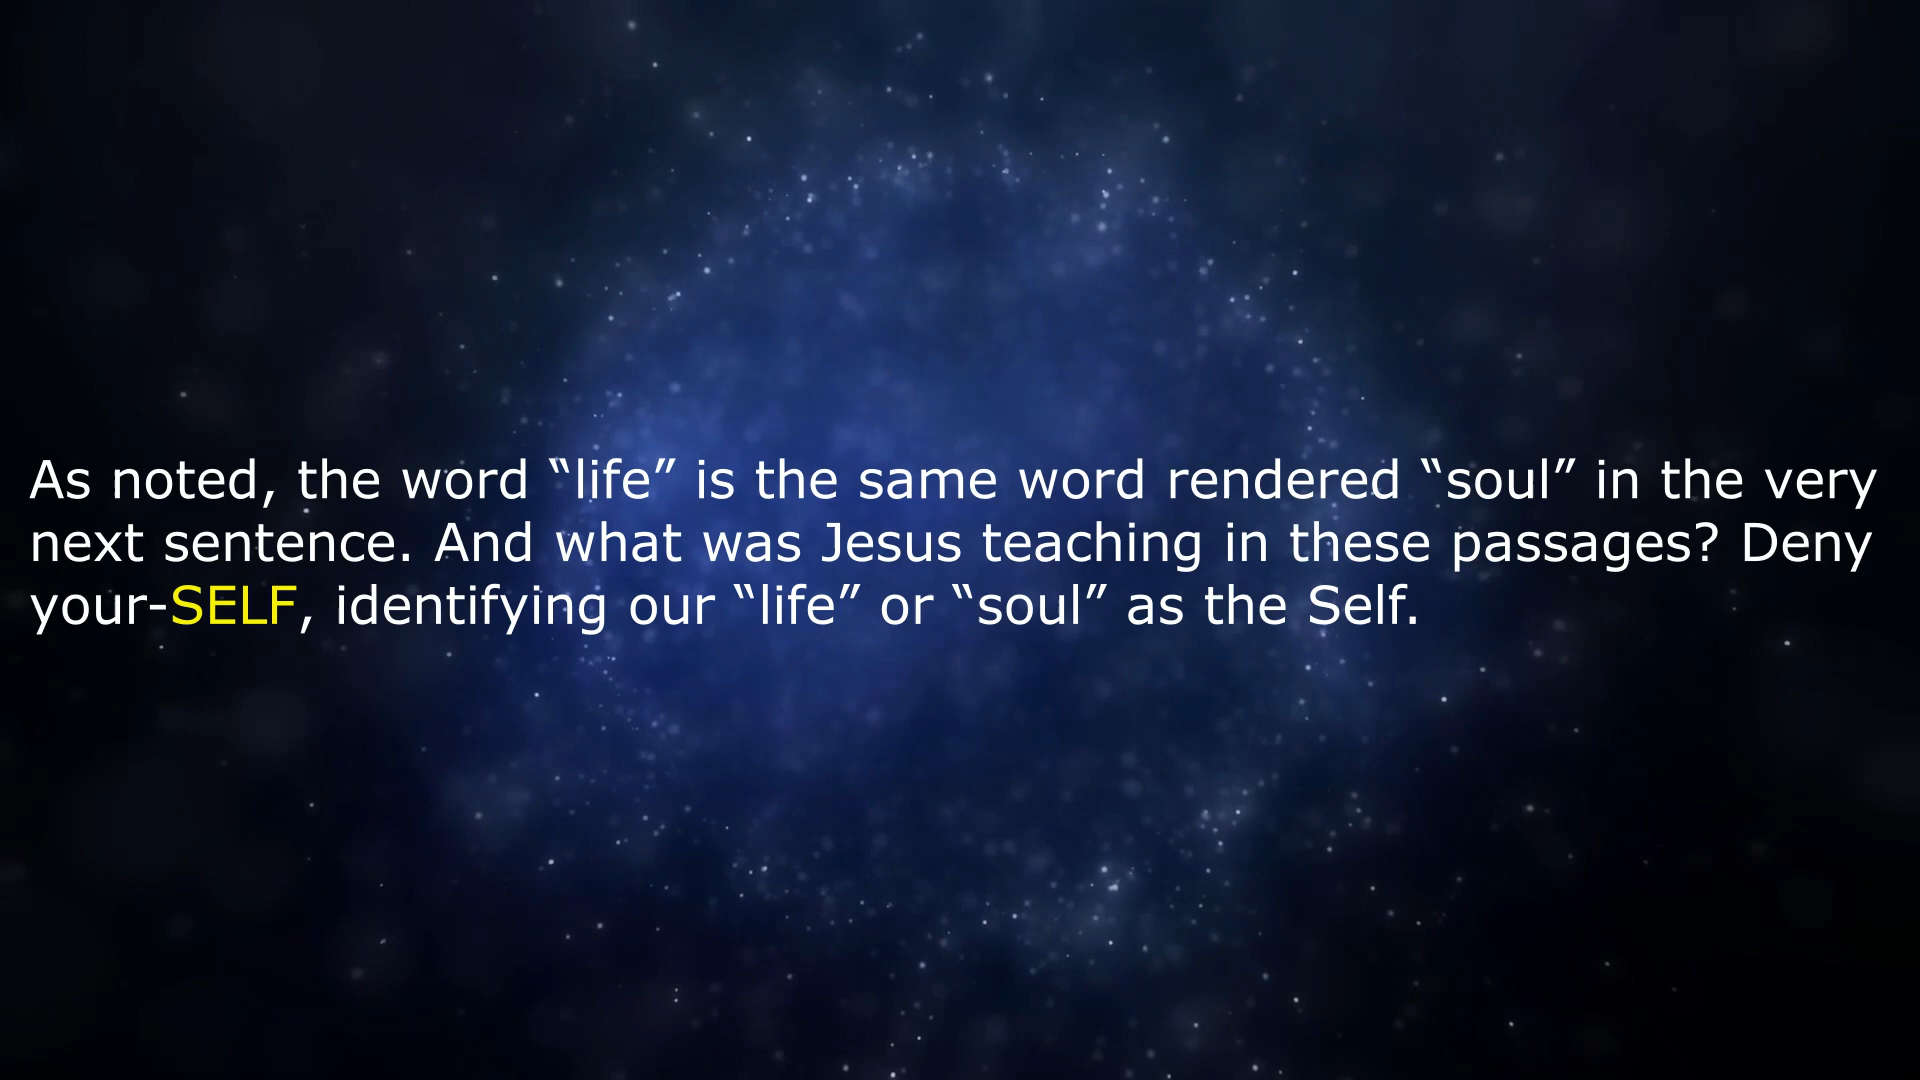 As noted, the word “life” is the same word rendered “soul” in the very
next sentence. And what was Jesus teaching in these passages? Deny
your-SELF, identifying our “life” or “soul” as the Self.